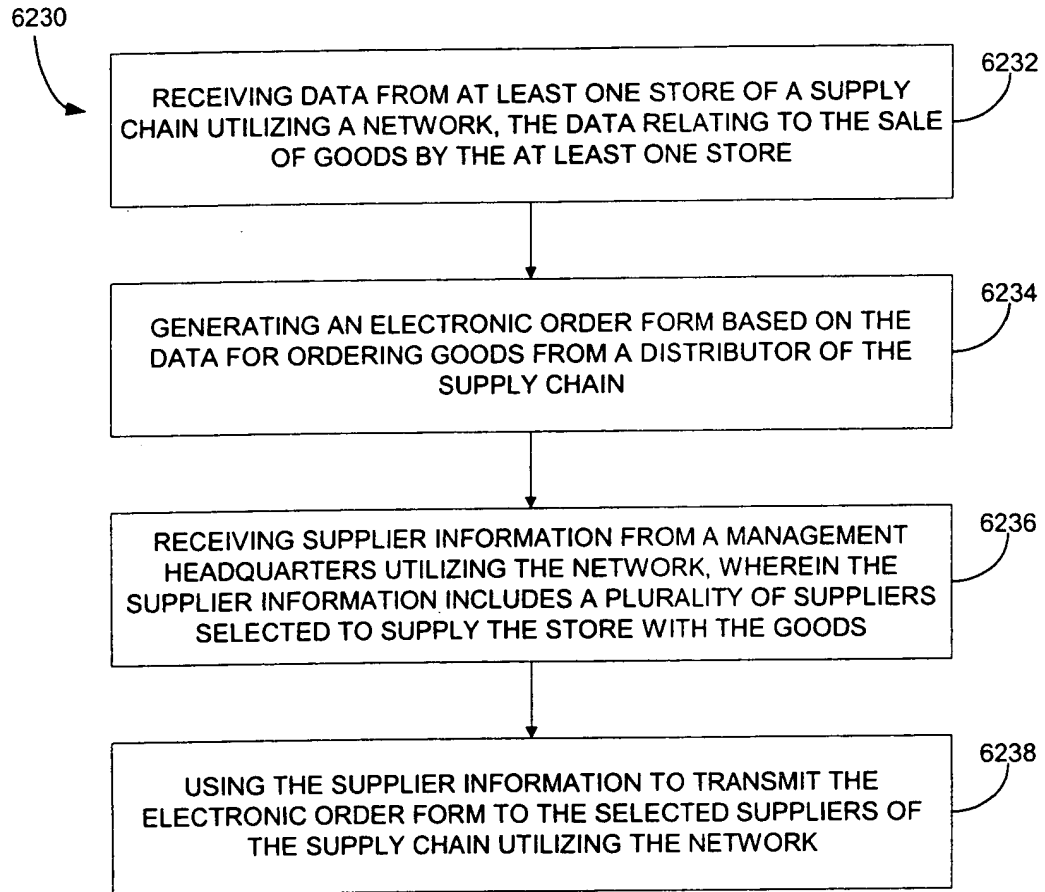 6230
6232
RECEIVING DATA FROM AT LEAST ONE STORE OF A SUPPLY
CHAIN UTILIZING A NETWORK, THE DATA RELATING TO THE SALE
OF GOODS BY THE AT LEAST ONE STORE
6234
GENERATING AN ELECTRONIC ORDER FORM BASED ON THE
DATA FOR ORDERING GOODS FROM A DISTRIBUTOR OF THE
SUPPLY CHAIN
6236
RECEIVING SUPPLIER INFORMATION FROM A MANAGEMENT
HEADQUARTERS UTILIZING THE NETWORK, WHEREIN THE
SUPPLIER INFORMATION INCLUDES A PLURALITY OF SUPPLIERS
SELECTED TO SUPPLY THE STORE WITH THE GOODS
6238
USING THE SUPPLIER INFORMATION TO TRANSMIT THE
ELECTRONIC ORDER FORM TO THE SELECTED SUPPLIERS OF
THE SUPPLY CHAIN UTILIZING THE NETWORK